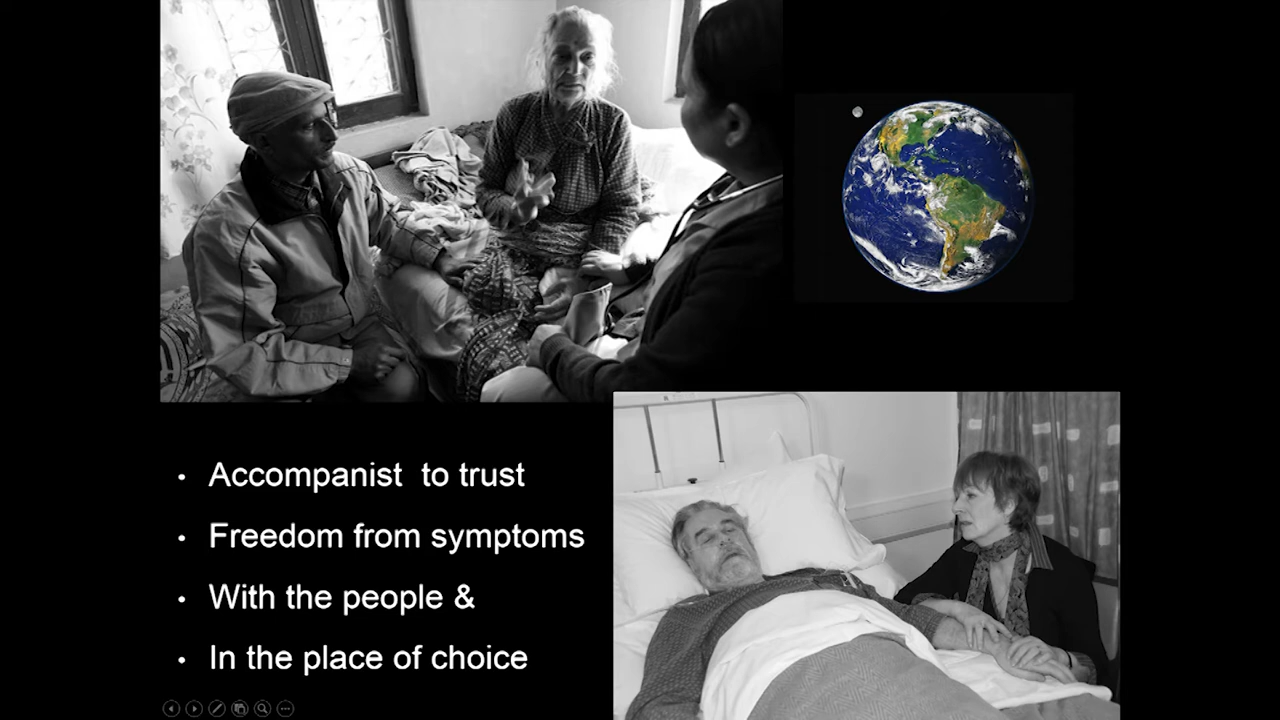 • Accompanist  to trust
• Freedom from symptoms
• With the people &
• In the place of choice